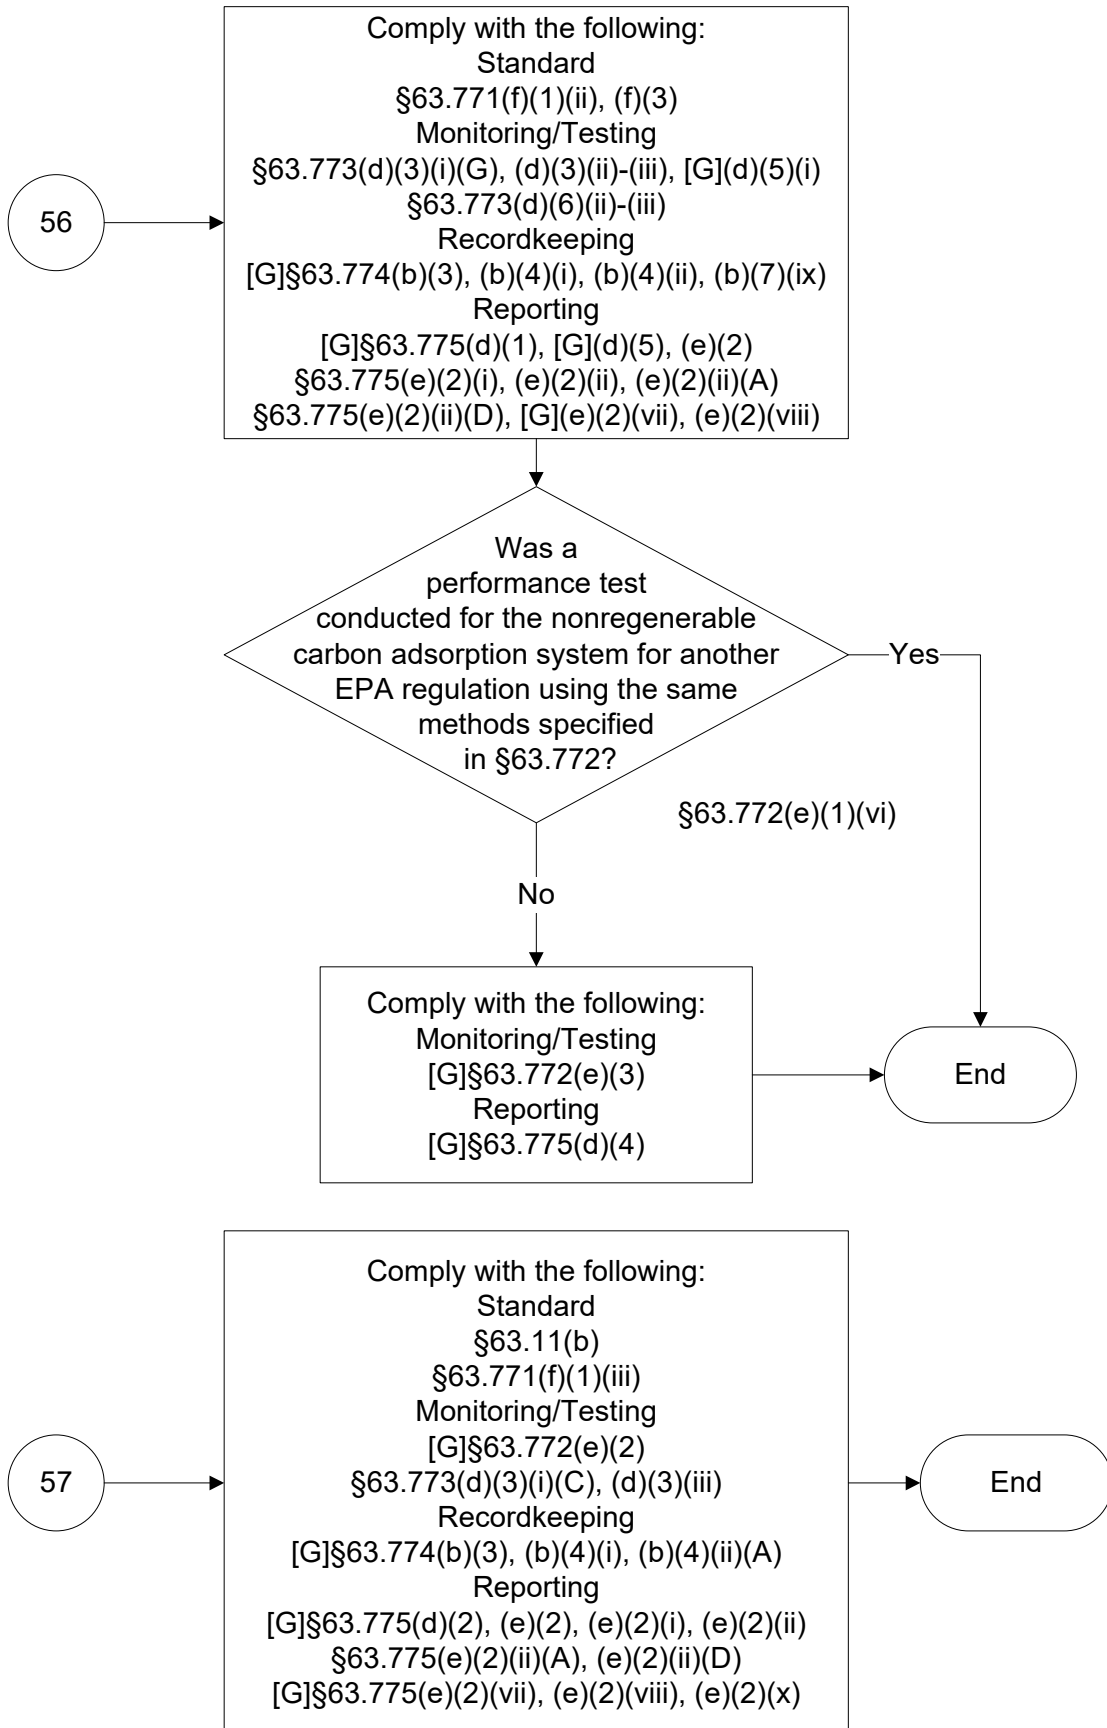 Comply with the following:
Standard
§63.771(f)(1)(ii), (f)(3)
Monitoring/Testing
§63.773(d)(3)(i)(G), (d)(3)(ii)-(iii), [G](d)(5)(i)
§63.773(d)(6)(ii)-(iii)
Recordkeeping
[G]§63.774(b)(3), (b)(4)(i), (b)(4)(ii), (b)(7)(ix)
Reporting
[G]§63.775(d)(1), [G](d)(5), (e)(2)
§63.775(e)(2)(i), (e)(2)(ii), (e)(2)(ii)(A)
§63.775(e)(2)(ii)(D), [G](e)(2)(vii), (e)(2)(viii)
56
Was a
performance test
conducted for the nonregenerable
carbon adsorption system for another
EPA regulation using the same
methods specified
in §63.772?
Yes
§63.772(e)(1)(vi)
No
Comply with the following:
Monitoring/Testing
[G]§63.772(e)(3)
Reporting
[G]§63.775(d)(4)
End
Comply with the following:
Standard
§63.11(b)
§63.771(f)(1)(iii)
Monitoring/Testing
[G]§63.772(e)(2)
§63.773(d)(3)(i)(C), (d)(3)(iii)
Recordkeeping
[G]§63.774(b)(3), (b)(4)(i), (b)(4)(ii)(A)
Reporting
[G]§63.775(d)(2), (e)(2), (e)(2)(i), (e)(2)(ii)
§63.775(e)(2)(ii)(A), (e)(2)(ii)(D)
[G]§63.775(e)(2)(vii), (e)(2)(viii), (e)(2)(x)
57
End